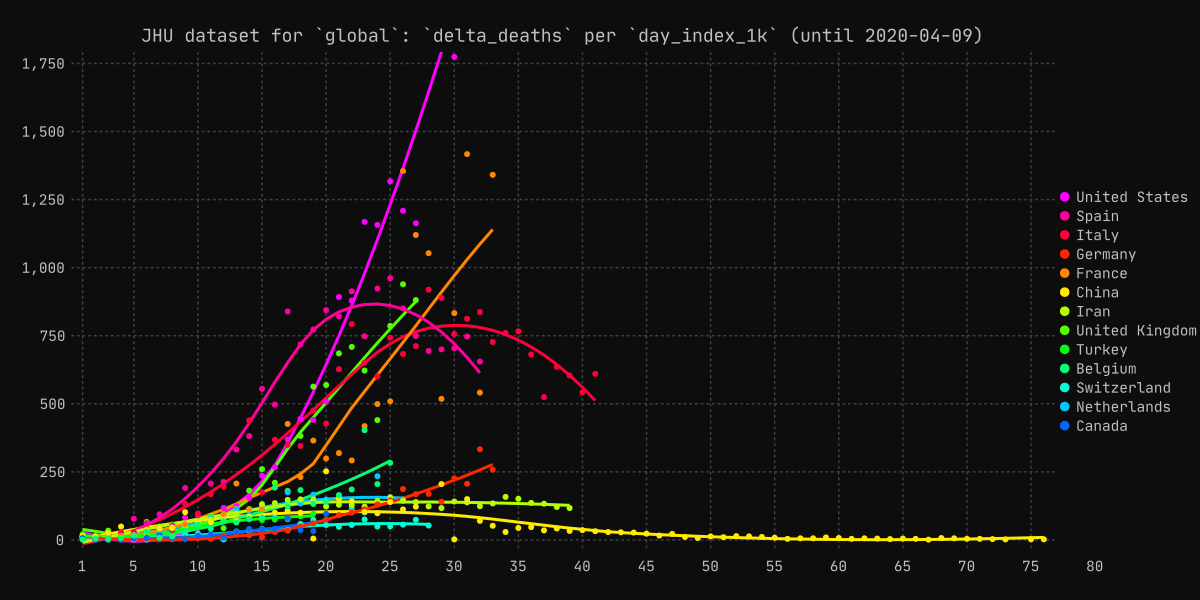 JHU dataset for `global`: `delta_deaths` per `day_index_1k` (until 2020-04-09)
1,750
1,500
1,250
1,000
750
500
250
0
1 5 10 15 20 25 30 35 40 45 50 55 60 65 70 75 80
United States
Spain
Italy
Germany
France
China
Iran
United Kingdom
Turkey
Belgium
Switzerland
Netherlands
Canada